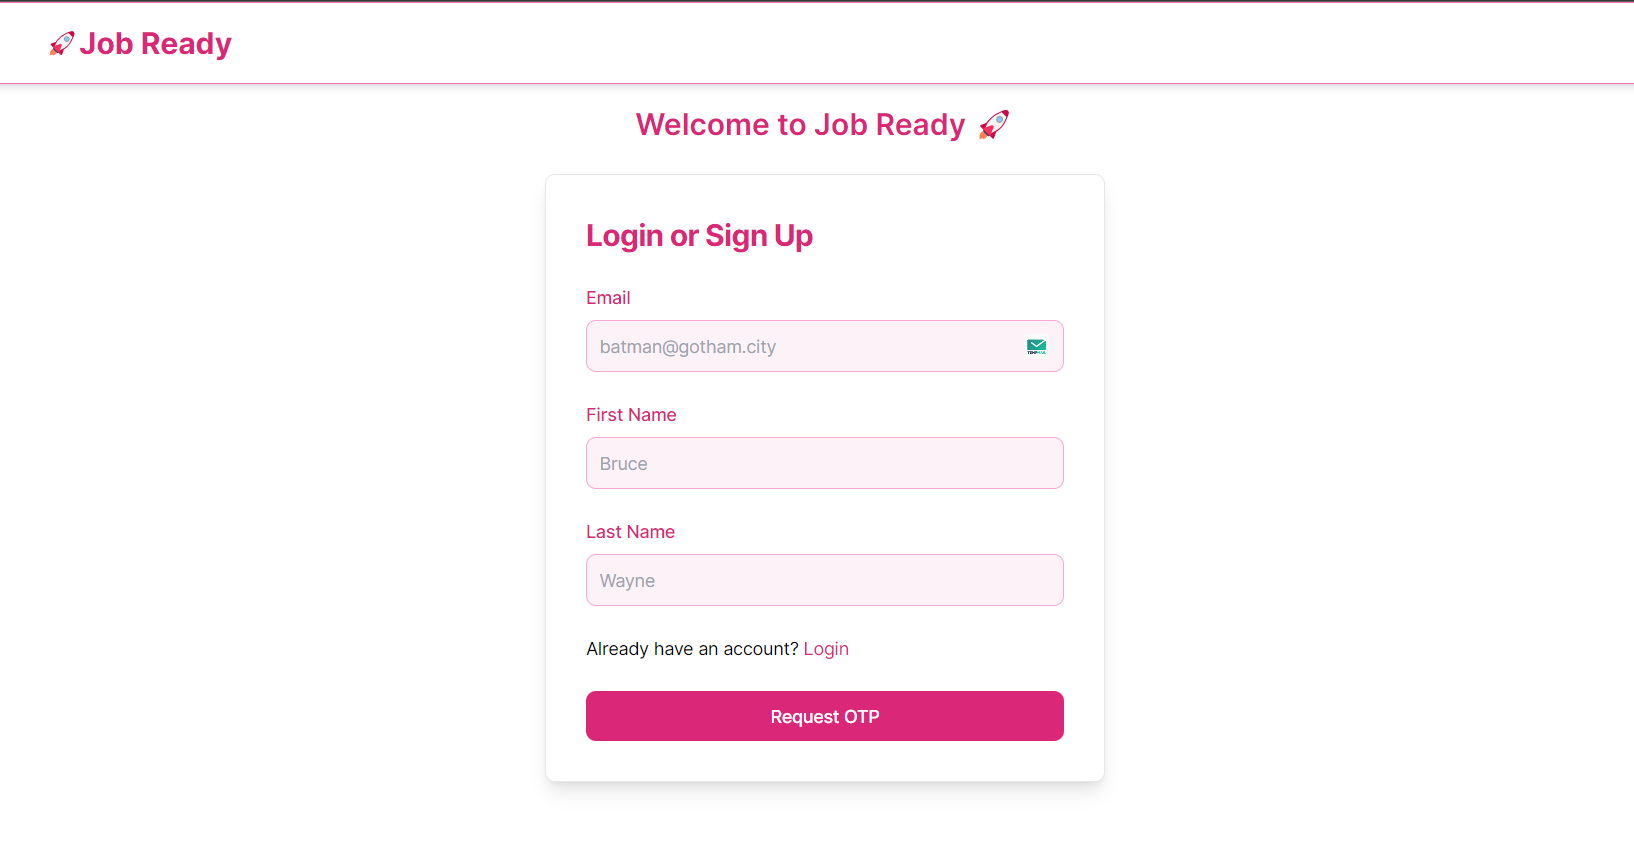 🚀Job Ready
Welcome to Job Ready 🚀
Login or Sign Up
Email
batman@gotham.city
First Name
Bruce
Last Name
Wayne
Already have an account? Login
Request OTP